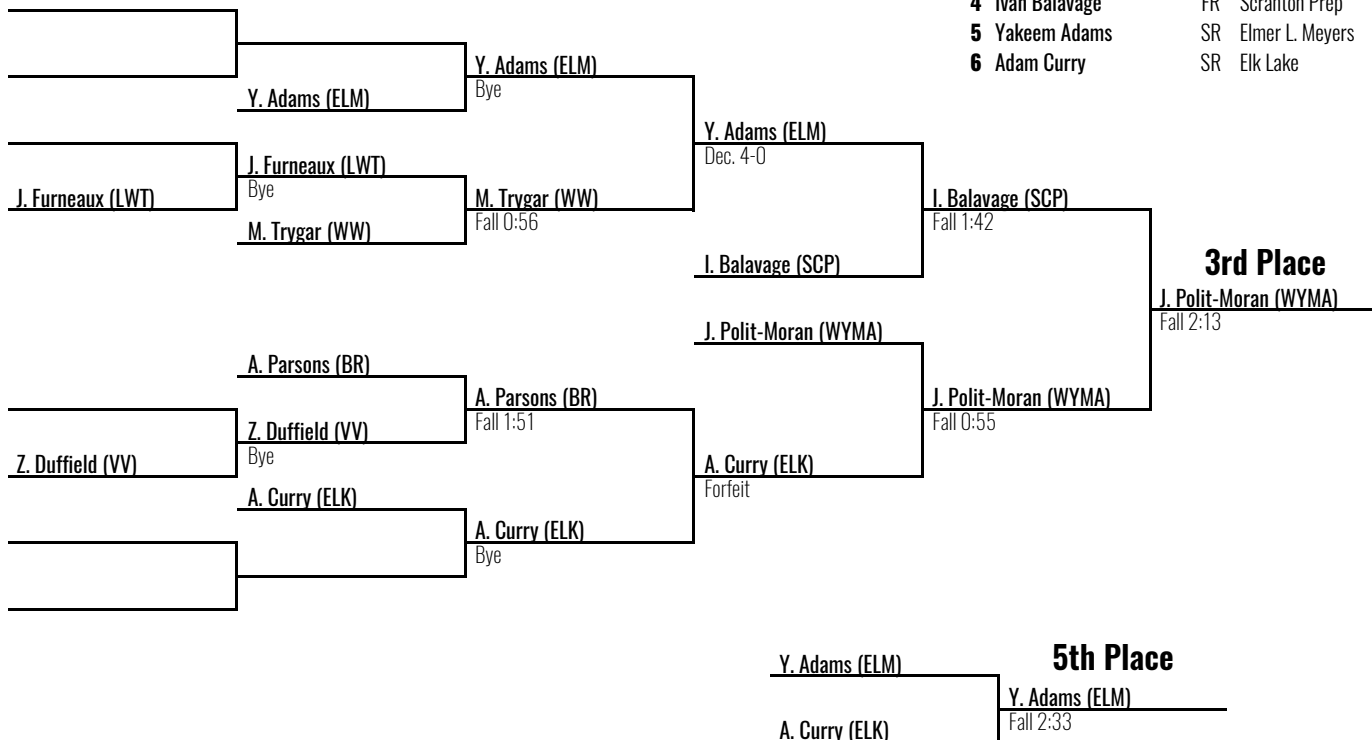 4 Ivan Balavage FR Scranton Prep
5 Yakeem Adams SR Elmer L. Meyers
6 Adam Curry SR Elk Lake
Y. Adams (ELM)
Bye
Y. Adams (ELM)
Y. Adams (ELM)
Dec. 4-0
J. Furneaux (LWT)
Bye
J. Furneaux (LWT)
M. Trygar (WW)
Fall 0:56
I. Balavage (SCP)
Fall 1:42
M. Trygar (WW)
I. Balavage (SCP)
3rd Place
J. Polit-Moran (WYMA)
Fall 2:13
J. Polit-Moran (WYMA)
A. Parsons (BR)
A. Parsons (BR)
Fall 1:51
J. Polit-Moran (WYMA)
Fall 0:55
Z. Duffield (VV)
Bye
Z. Duffield (VV)
A. Curry (ELK)
Forfeit
A. Curry (ELK)
A. Curry (ELK)
Bye
5th Place
Y. Adams (ELM)
Y. Adams (ELM)
Fall 2:33
A. Curry (ELK)